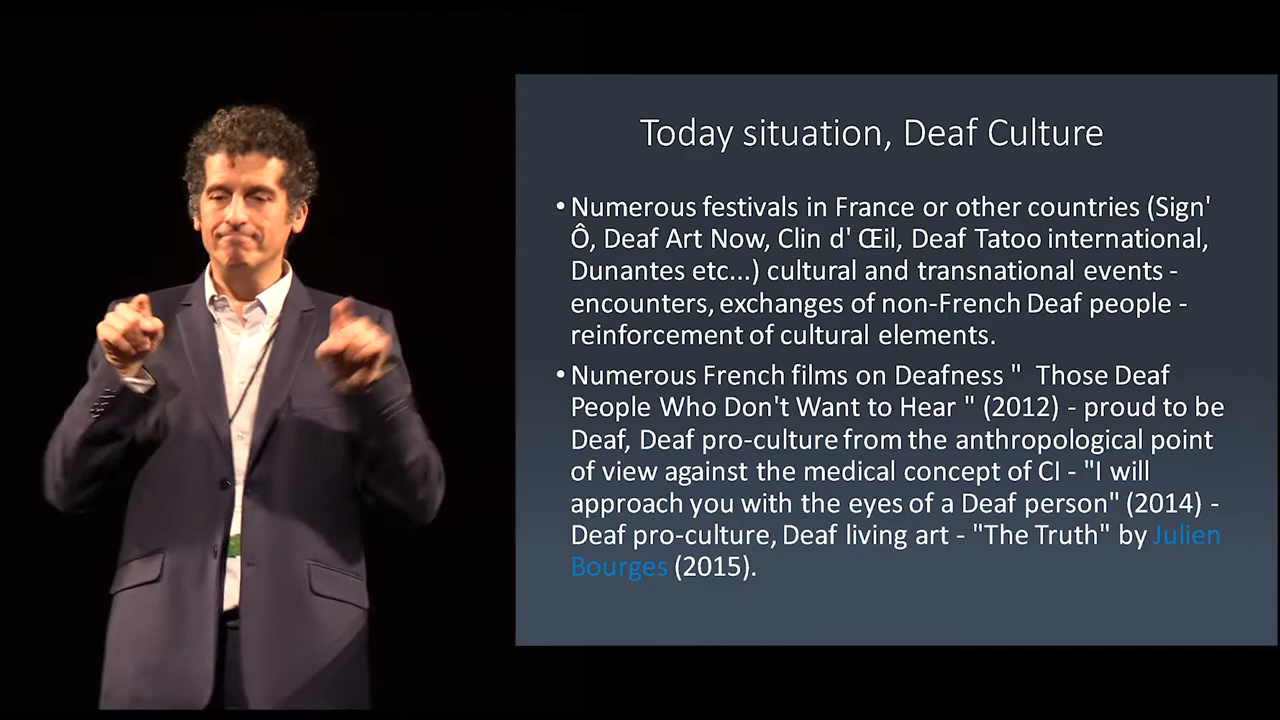 Today situation, Deaf Culture
• Numerous festivals in France or other countries (Sign'
Ô, Deaf Art Now, Clin d' Œil, Deaf Tatoo international,
Dunantes etc...) cultural and transnational events -
encounters, exchanges of non-French Deaf people -
reinforcement of cultural elements.
• Numerous French films on Deafness "  Those Deaf
People Who Don't Want to Hear " (2012) - proud to be
Deaf, Deaf pro-culture from the anthropological point
of view against the medical concept of CI - "I will
approach you with the eyes of a Deaf person" (2014) -
Deaf pro-culture, Deaf living art - "The Truth" by Julien
Bourges (2015).